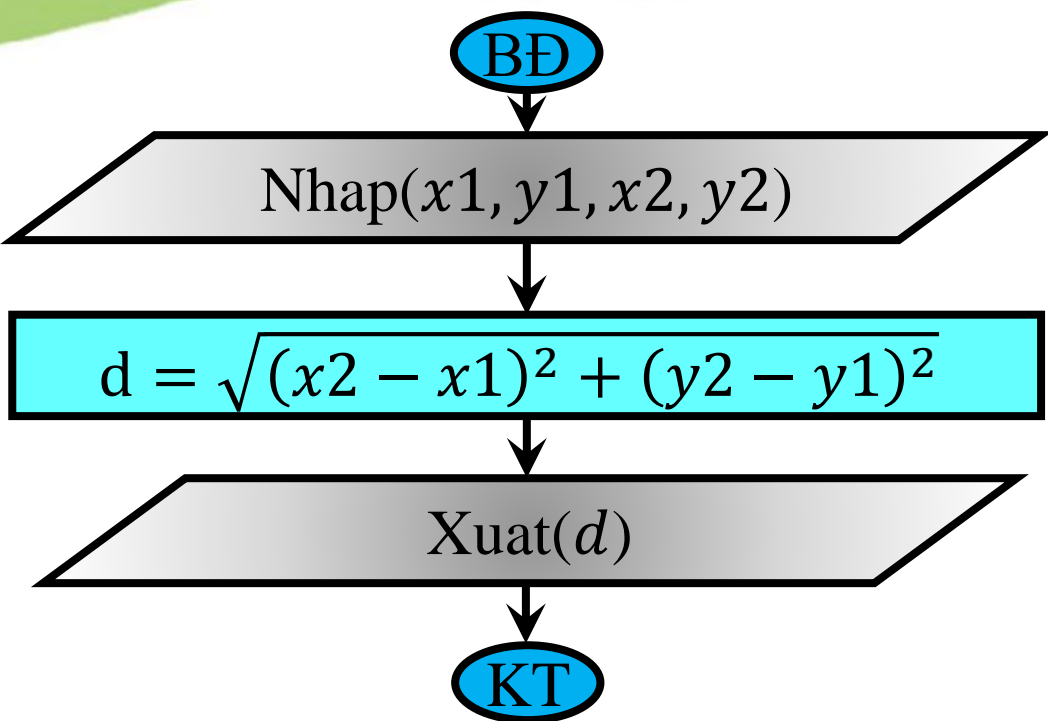 BĐ
Nhap(x1, y1, x2, y2)
d = √(x2 − x1)² + (y2 − y1)²
Xuat(d)
KT